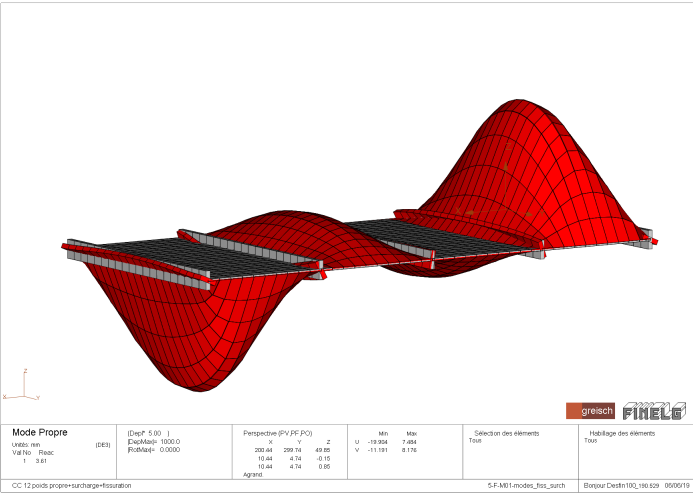 z
x
y
greisch
FINELG
Mode Propre
Unités: mm (DE3)
Val No Reac
1 3.61
(Depl* 5.00 )
|DepMax|= 1000.0
|RotMax|= 0.0000
Perspective (PV,PF,PO)
X Y Z
200.44 299.74 49.85
10.44 4.74 -0.15
10.44 4.74 0.85
Agrand.
Min Max
U -19.904 7.484
V -11.191 8.176
Sélection des éléments
Tous
Habillage des éléments
Tous
CC 12 poids propre+surcharge+fissuration
5-F-M01-modes_fiss_surch
Bonjour Desfin100_190.529 06/06/19